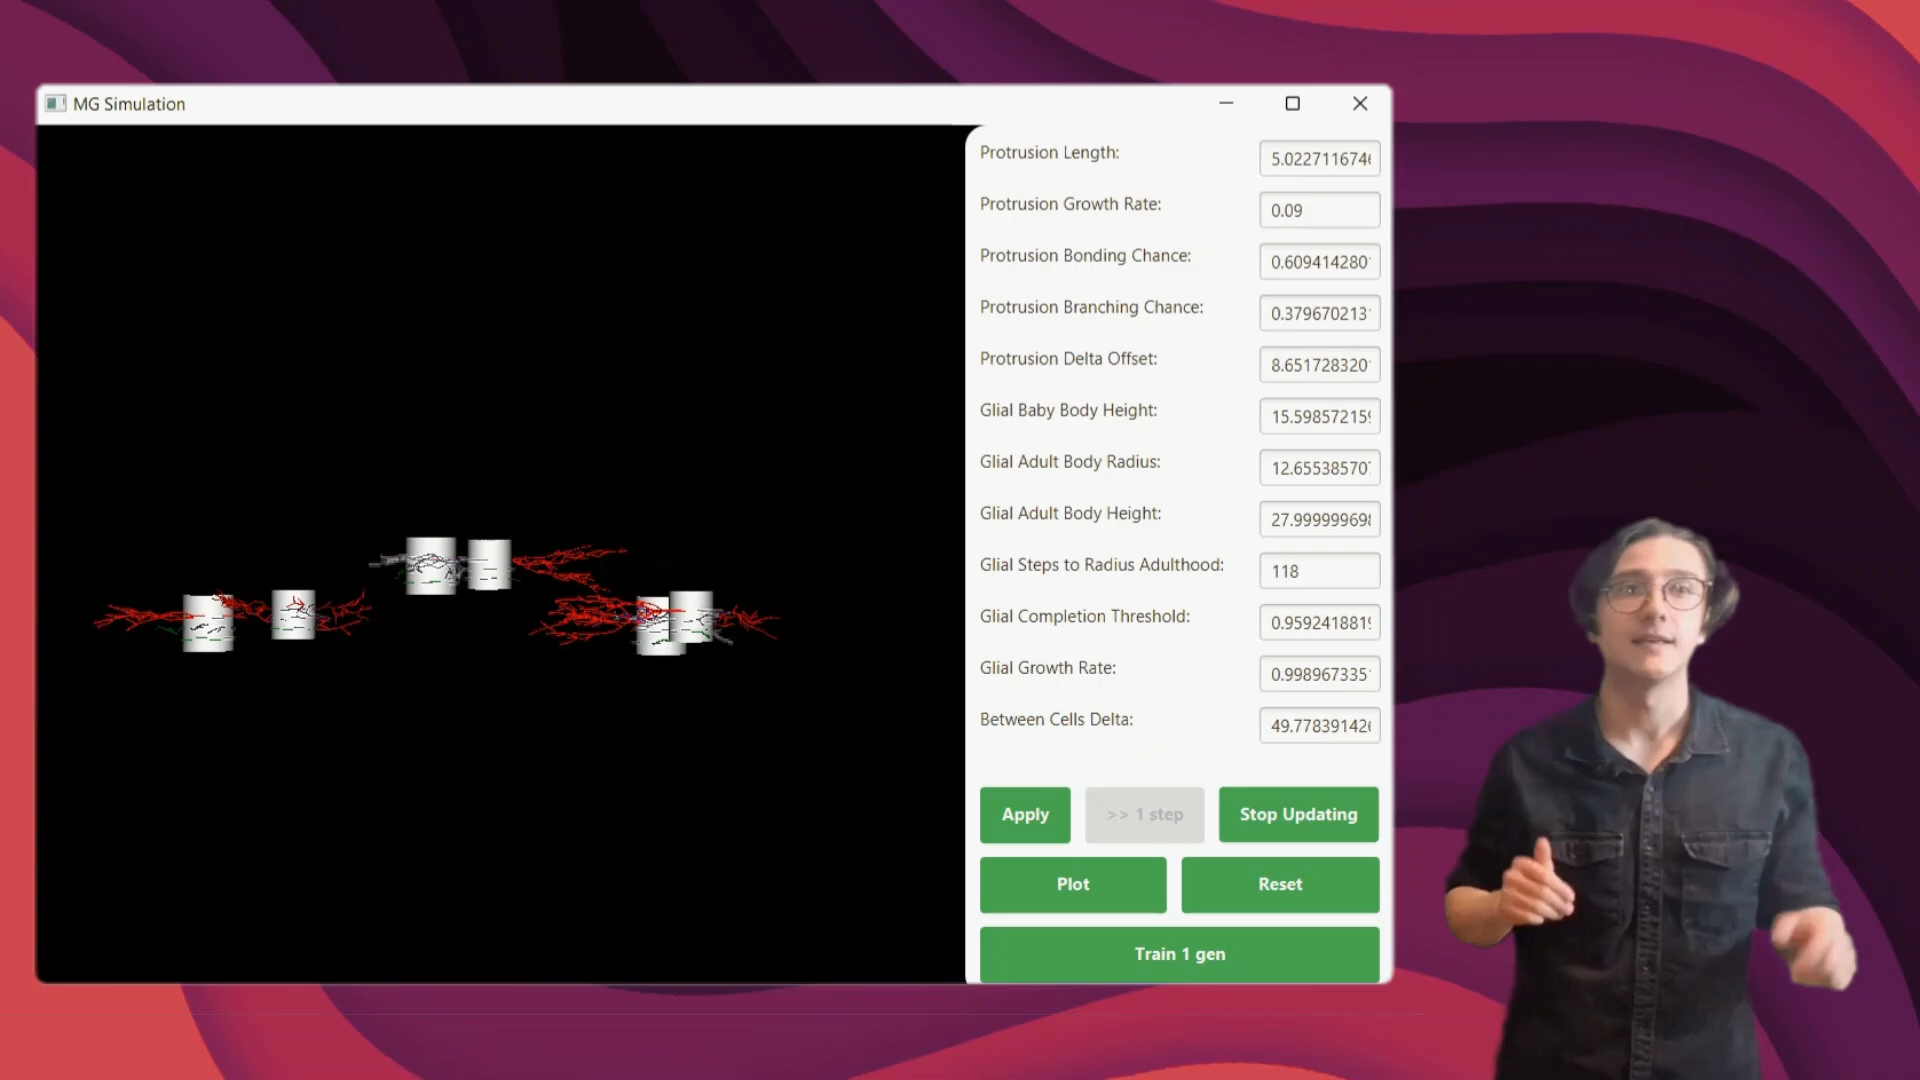 MG Simulation
Protrusion Length: 5.022711674
Protrusion Growth Rate: 0.09
Protrusion Bonding Chance: 0.609414280
Protrusion Branching Chance: 0.379670213
Protrusion Delta Offset: 8.651728320
Glial Baby Body Height: 15.59857215
Glial Adult Body Radius: 12.65538570
Glial Adult Body Height: 27.99999969
Glial Steps to Radius Adulthood: 118
Glial Completion Threshold: 0.959241881
Glial Growth Rate: 0.998967335
Between Cells Delta: 49.77839142
Apply >> 1 step Stop Updating
Plot Reset
Train 1 gen